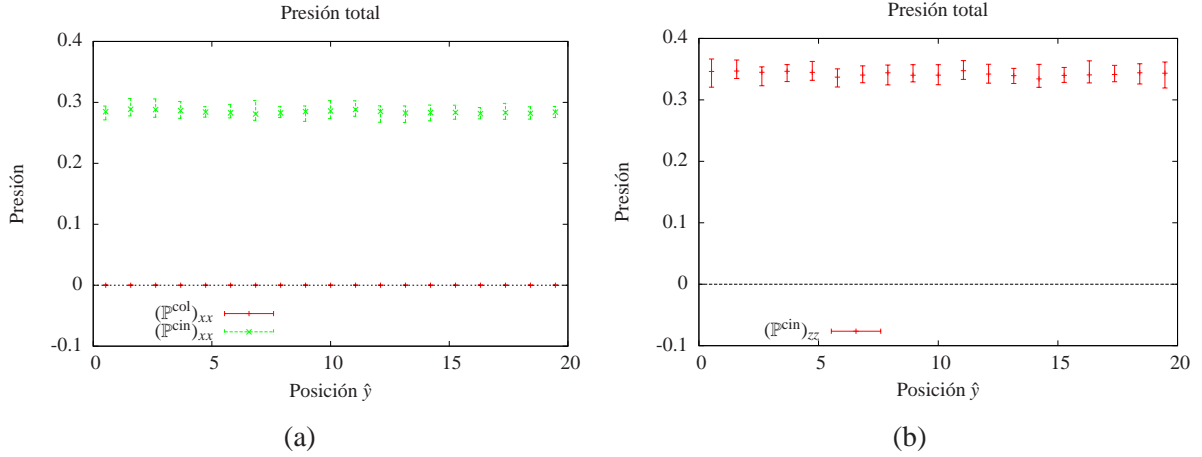 Presión total
0.4
0.3
0.2
0.1
0
-0.1
Presión
(ℙ^col)_xx
(ℙ^cin)_xx
0 5 10 15 20
Posición ŷ
(a)
Presión total
0.4
0.3
0.2
0.1
0
-0.1
Presión
(ℙ^cin)_zz
0 5 10 15 20
Posición ŷ
(b)